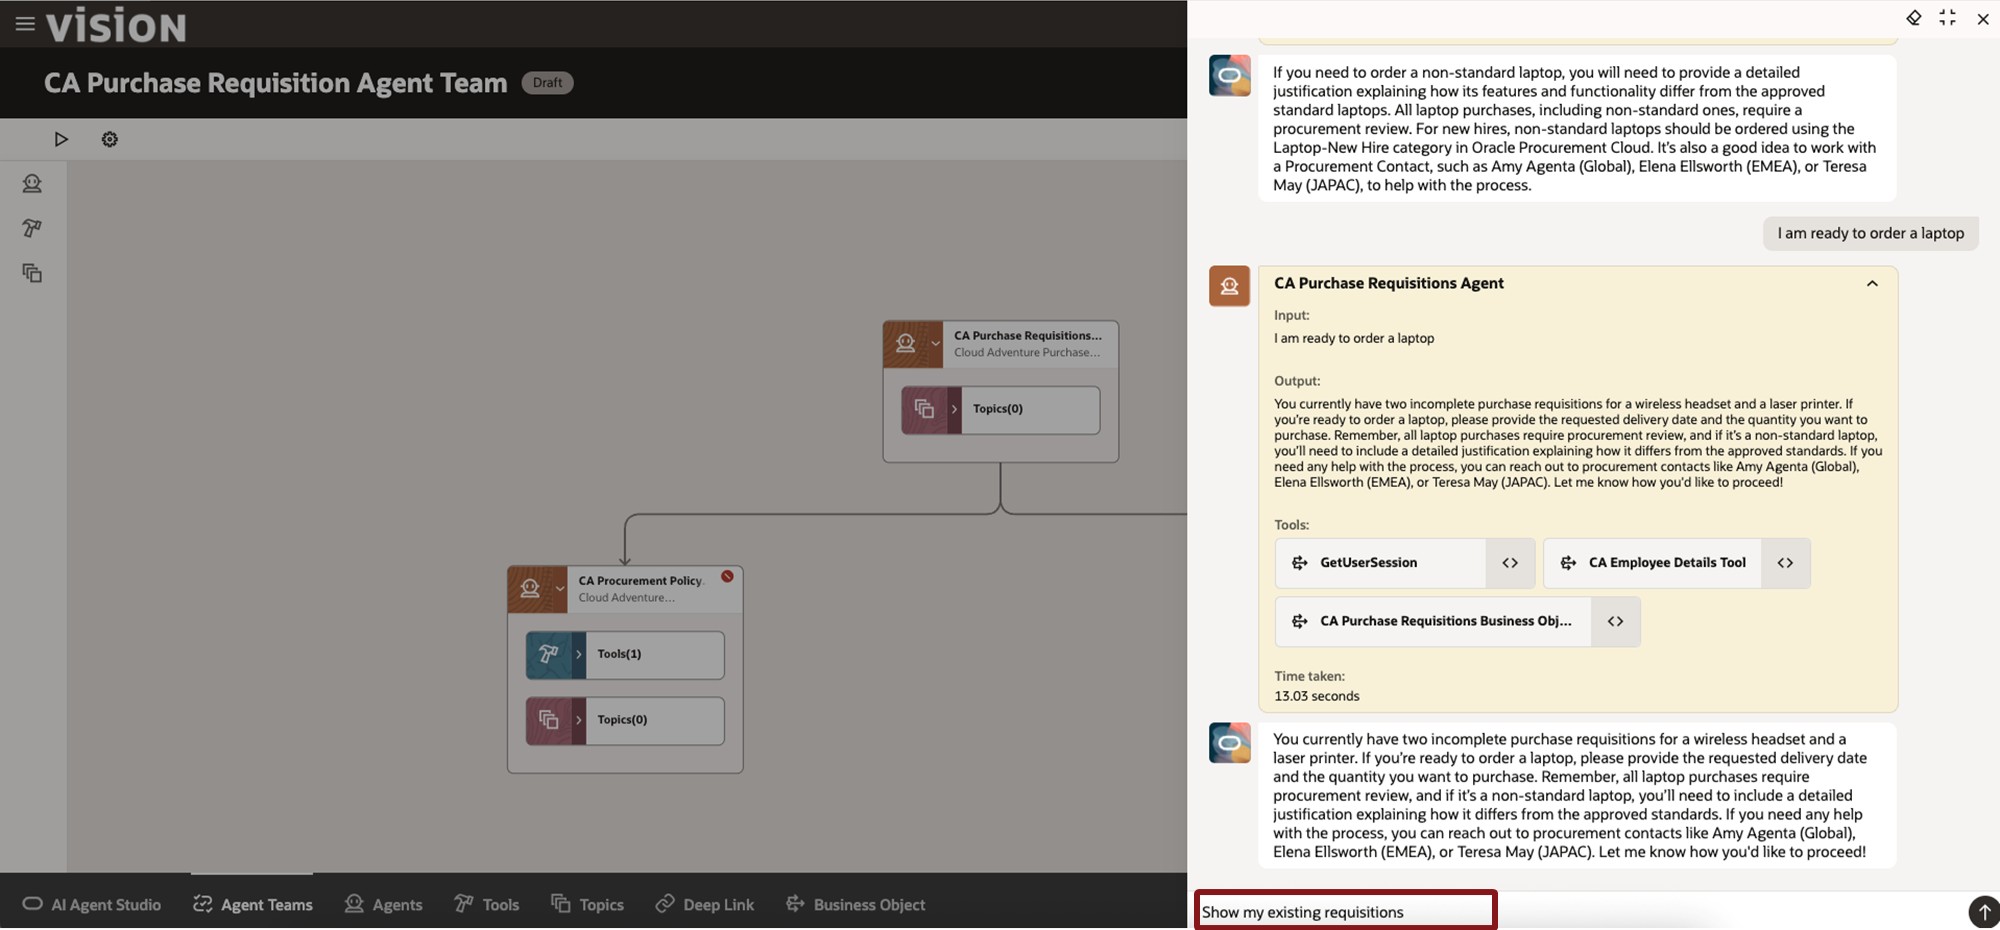 VISION
CA Purchase Requisition Agent Team
Draft
CA Purchase Requisitions...
Cloud Adventure Purchase...
Topics(0)
CA Procurement Policy
Cloud Adventure...
Tools(1)
Topics(0)
AI Agent Studio
Agent Teams
Agents
Tools
Topics
Deep Link
Business Object
If you need to order a non-standard laptop, you will need to provide a detailed
justification explaining how its features and functionality differ from the approved
standard laptops. All laptop purchases, including non-standard ones, require a
procurement review. For new hires, non-standard laptops should be ordered using the
Laptop-New Hire category in Oracle Procurement Cloud. It's also a good idea to work with
a Procurement Contact, such as Amy Agenta (Global), Elena Ellsworth (EMEA), or Teresa
May (JAPAC), to help with the process.
I am ready to order a laptop
CA Purchase Requisitions Agent
Input:
I am ready to order a laptop
Output:
You currently have two incomplete purchase requisitions for a wireless headset and a laser printer. If
you're ready to order a laptop, please provide the requested delivery date and the quantity you want to
purchase. Remember, all laptop purchases require procurement review, and if it's a non-standard laptop,
you'll need to include a detailed justification explaining how it differs from the approved standards. If you
need any help with the process, you can reach out to procurement contacts like Amy Agenta (Global),
Elena Ellsworth (EMEA), or Teresa May (JAPAC). Let me know how you'd like to proceed!
Tools:
GetUserSession
CA Employee Details Tool
CA Purchase Requisitions Business Obj...
Time taken:
13.03 seconds
You currently have two incomplete purchase requisitions for a wireless headset and a
laser printer. If you're ready to order a laptop, please provide the requested delivery date
and the quantity you want to purchase. Remember, all laptop purchases require
procurement review, and if it's a non-standard laptop, you'll need to include a detailed
justification explaining how it differs from the approved standards. If you need any help
with the process, you can reach out to procurement contacts like Amy Agenta (Global),
Elena Ellsworth (EMEA), or Teresa May (JAPAC). Let me know how you'd like to proceed!
Show my existing requisitions